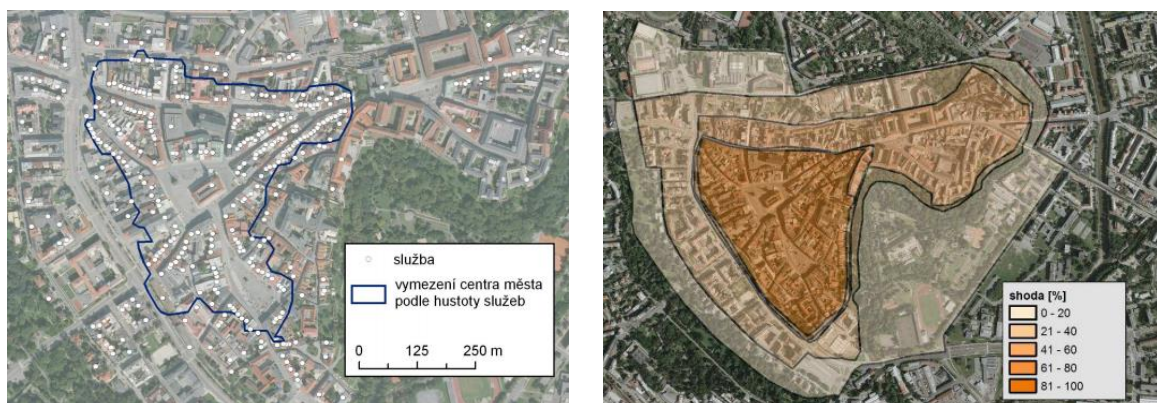 služba
vymezení centra města
podle hustoty služeb
0 125 250 m
shoda [%]
0 - 20
21 - 40
41 - 60
61 - 80
81 - 100